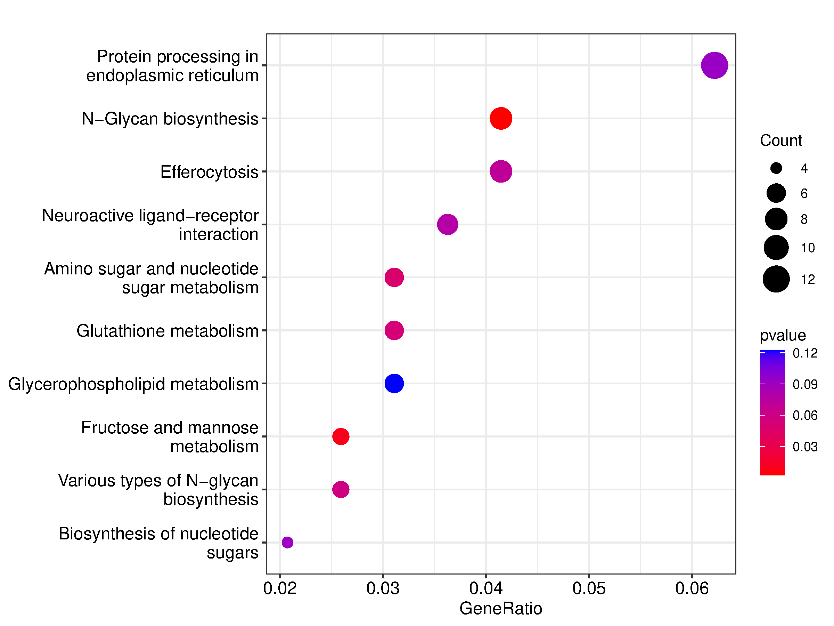 Protein processing in
endoplasmic reticulum
N−Glycan biosynthesis
Efferocytosis
Neuroactive ligand−receptor
interaction
Amino sugar and nucleotide
sugar metabolism
Glutathione metabolism
Glycerophospholipid metabolism
Fructose and mannose
metabolism
Various types of N−glycan
biosynthesis
Biosynthesis of nucleotide
sugars
0.02 0.03 0.04 0.05 0.06
GeneRatio
Count
4
6
8
10
12
pvalue
0.12
0.09
0.06
0.03